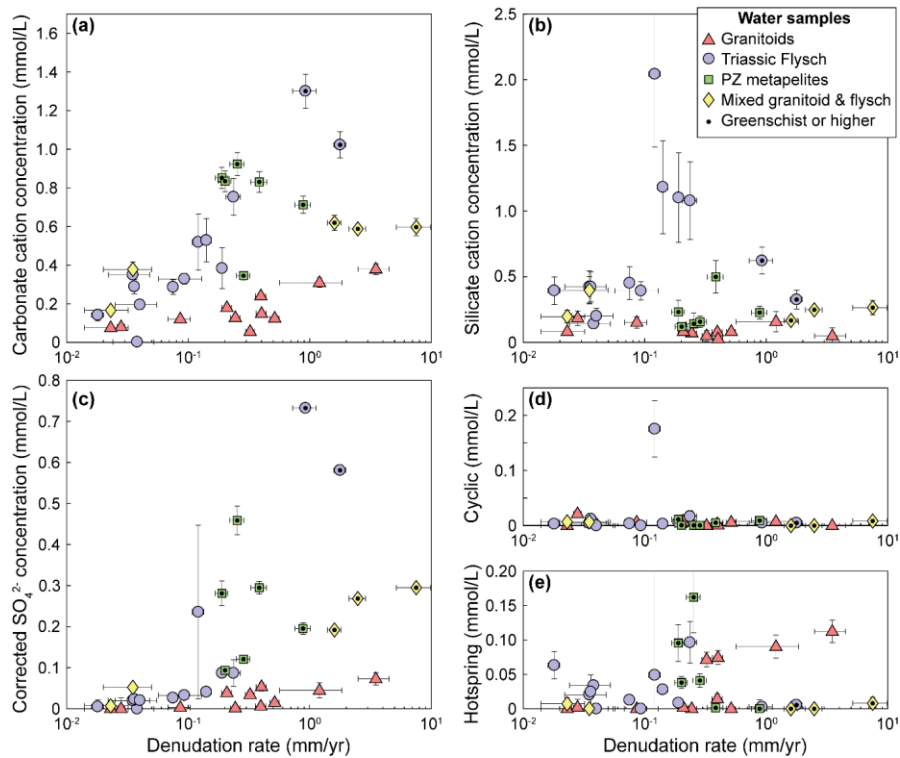 (a)
Carbonate cation concentration (mmol/L)
1.6
1.4
1.2
1.0
0.8
0.6
0.4
0.2
0
10⁻²
10⁻¹
10⁰
10¹
(b)
Silicate cation concentration (mmol/L)
2.5
2.0
1.5
1.0
0.5
0
10⁻²
10⁻¹
10⁰
10¹
Water samples
Granitoids
Triassic Flysch
PZ metapelites
Mixed granitoid & flysch
Greenschist or higher
(c)
Corrected SO₄²⁻ concentration (mmol/L)
0.8
0.7
0.6
0.5
0.4
0.3
0.2
0.1
0
10⁻²
10⁻¹
10⁰
10¹
Denudation rate (mm/yr)
(d)
Cyclic (mmol/L)
0.2
0.1
0
10⁻²
10⁻¹
10⁰
10¹
(e)
Hotspring (mmol/L)
0.20
0.15
0.10
0.05
0
10⁻²
10⁻¹
10⁰
10¹
Denudation rate (mm/yr)